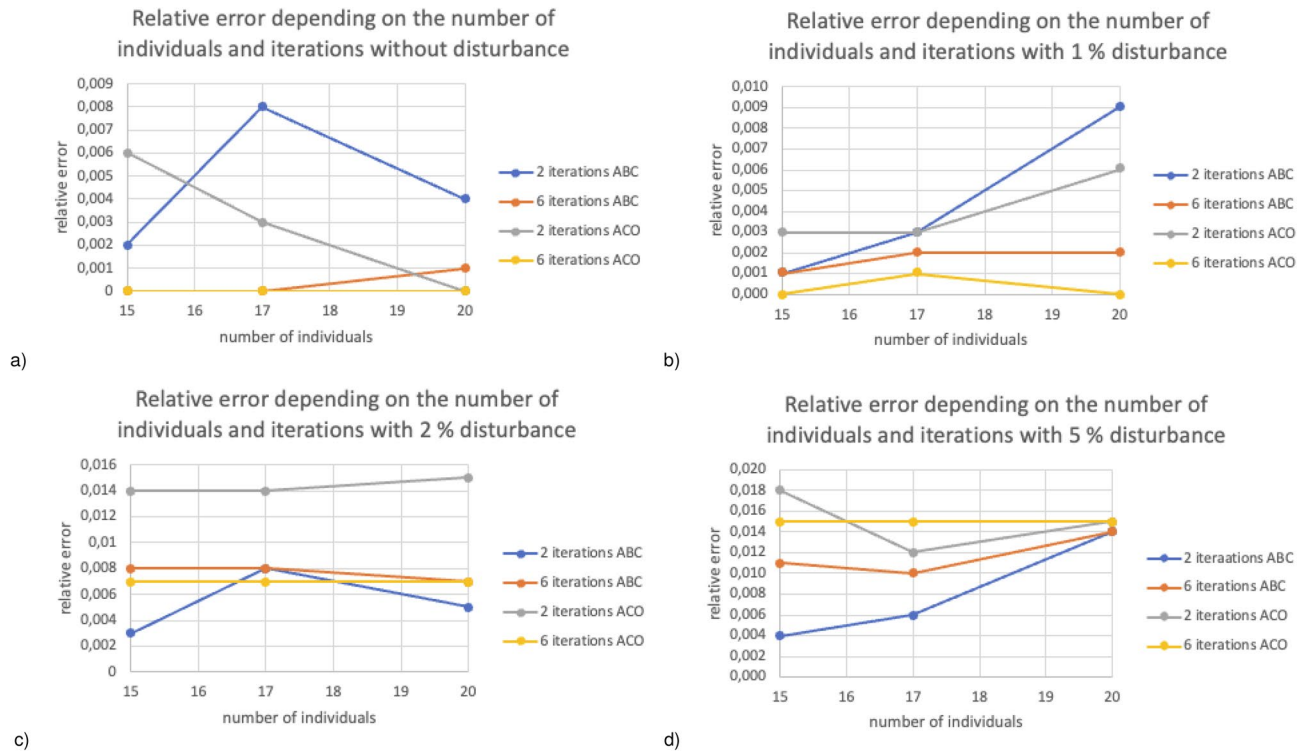 Relative error depending on the number of
individuals and iterations without disturbance
0,009
0,008
0,007
0,006
0,005
0,004
0,003
0,002
0,001
0
relative error
15 16 17 18 19 20
number of individuals
2 iterations ABC
6 iterations ABC
2 iterations ACO
6 iterations ACO
a)
Relative error depending on the number of
individuals and iterations with 1 % disturbance
0,010
0,009
0,008
0,007
0,006
0,005
0,004
0,003
0,002
0,001
0,000
relative error
15 16 17 18 19 20
number of individuals
2 iterations ABC
6 iterations ABC
2 iterations ACO
6 iterations ACO
b)
Relative error depending on the number of
individuals and iterations with 2 % disturbance
0,016
0,014
0,012
0,01
0,008
0,006
0,004
0,002
0
relative error
15 16 17 18 19 20
number of individuals
2 iterations ABC
6 iterations ABC
2 iterations ACO
6 iterations ACO
c)
Relative error depending on the number of
individuals and iterations with 5 % disturbance
0,020
0,018
0,016
0,014
0,012
0,010
0,008
0,006
0,004
0,002
0,000
relative error
15 16 17 18 19 20
number of individuals
2 iteraations ABC
6 iterations ABC
2 iterations ACO
6 iterations ACO
d)